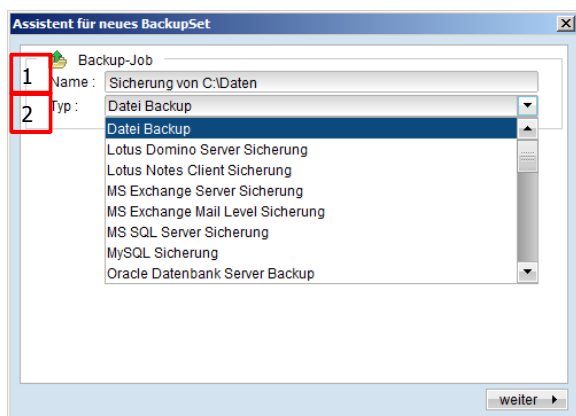 Assistent für neues BackupSet
Backup-Job
1 Name : Sicherung von C:\Daten
2 Typ : Datei Backup
Datei Backup
Lotus Domino Server Sicherung
Lotus Notes Client Sicherung
MS Exchange Server Sicherung
MS Exchange Mail Level Sicherung
MS SQL Server Sicherung
MySQL Sicherung
Oracle Datenbank Server Backup
weiter